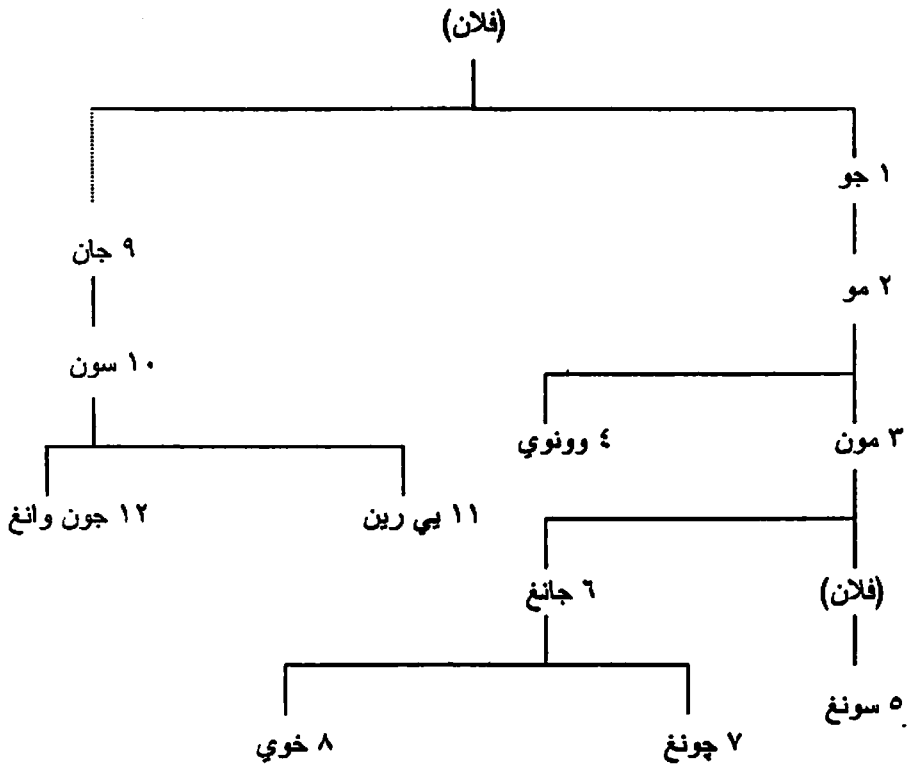 (فلان)
١ جو
٩ جان
٢ مو
١٠ سون
٣ مون
٤ وونوي
١١ يي رين
١٢ جون وانغ
(فلان)
٦ جانغ
٥ سونغ
٧ چونغ
٨ خوي